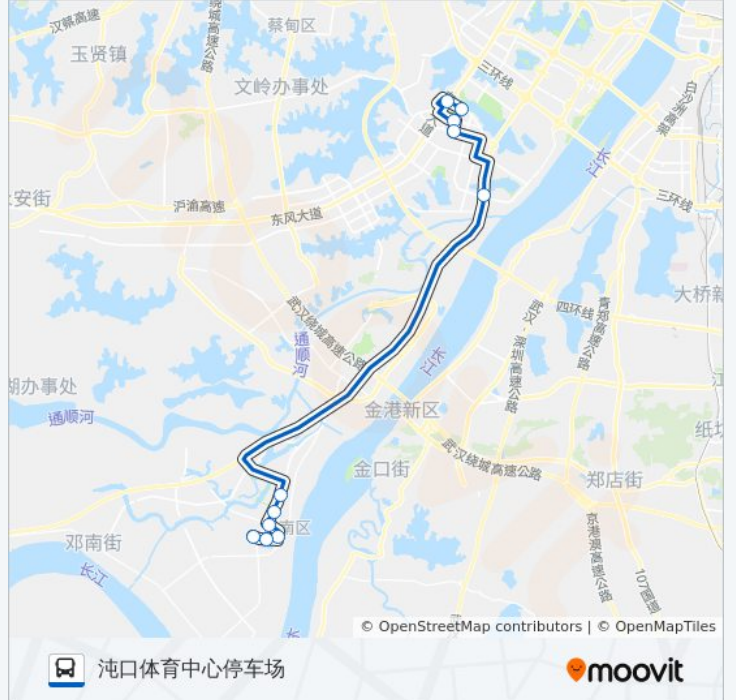 汉蔡高速
蔡甸区
绕城高速公路
玉贤镇
三环线
文岭办事处
白沙洲高架
大道
长江
安街
沪渝高速
东风大道
三环线
大桥新
四环线
青郑高速公路
武汉-深圳高速公路
武汉绕城高速公路
通顺河
长江
湖办事处
通顺河
金港新区
江
纸坊
武汉绕城高速公路
金口街
郑店街
京港澳高速公路
南区
邓南街
长江
107国道
长
© OpenStreetMap contributors | © OpenMapTiles
沌口体育中心停车场
moovit